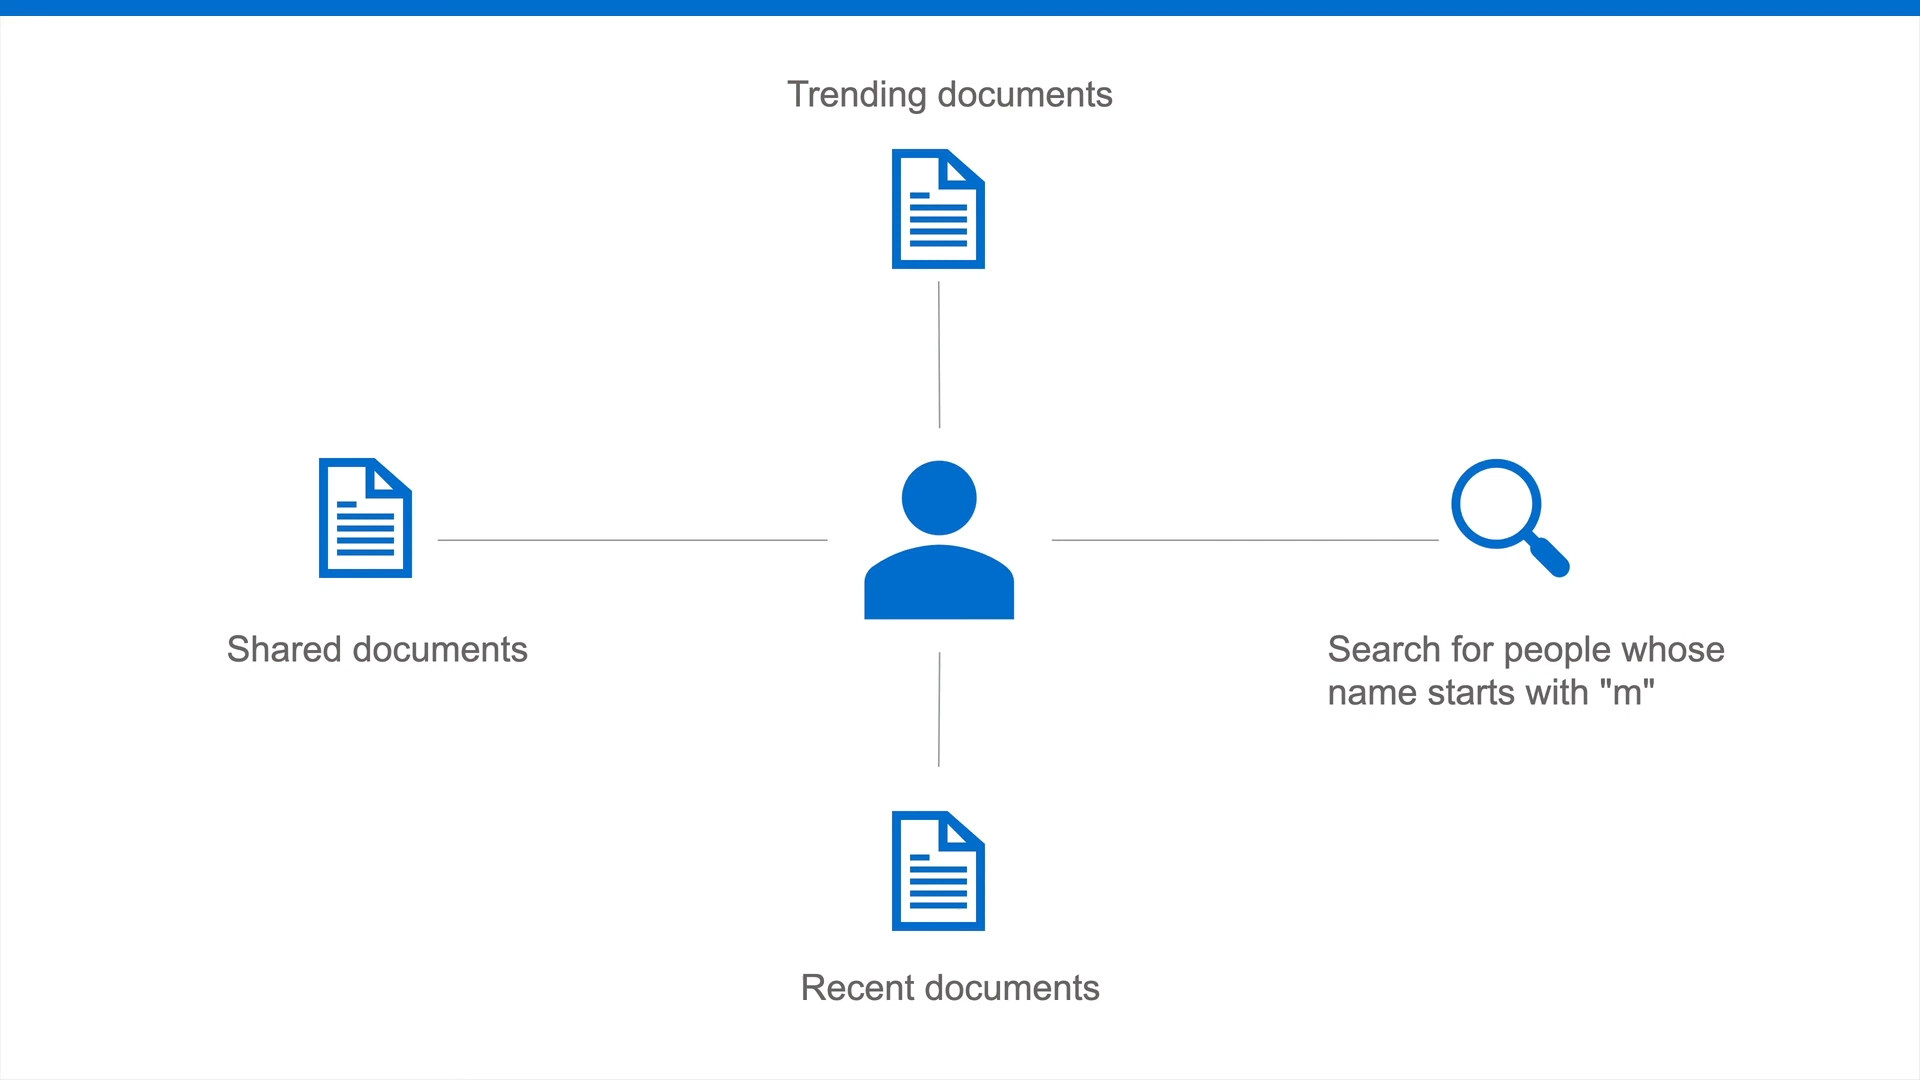 Trending documents
Shared documents
Search for people whose
name starts with "m"
Recent documents